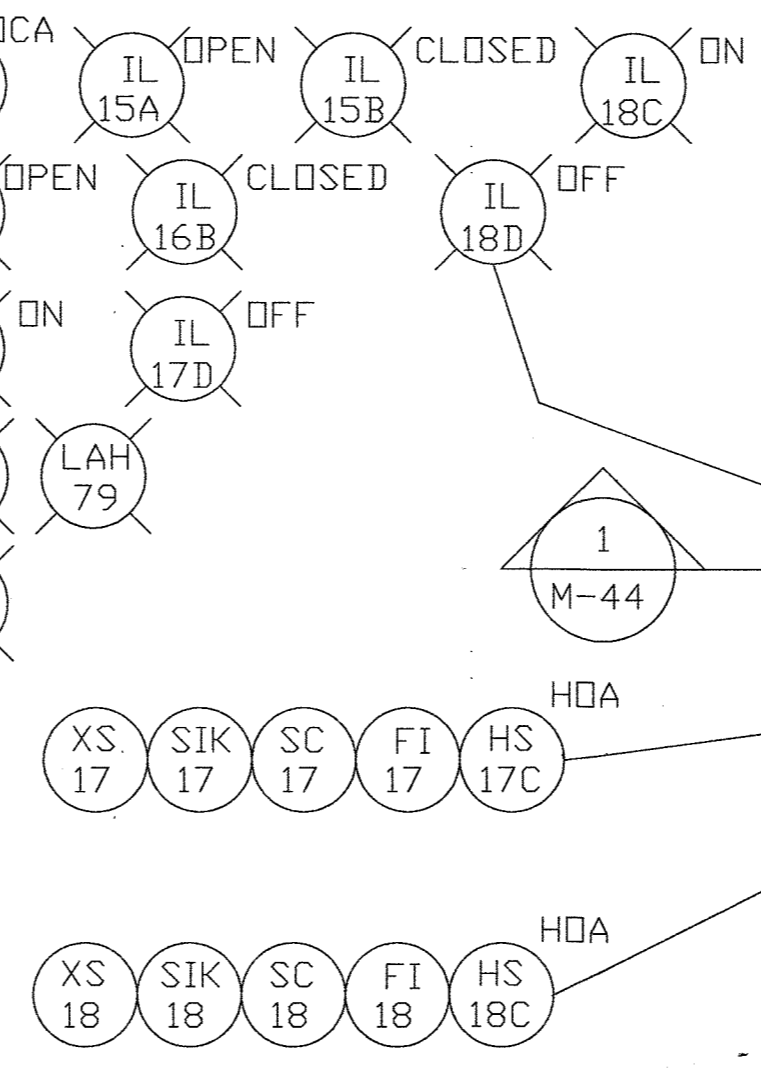 OCA
IL
15A
OPEN
IL
15B
CLOSED
IL
18C
ON
OPEN
IL
16B
CLOSED
IL
18D
OFF
ON
IL
17D
OFF
LAH
79
1
M-44
HOA
XS
17
SIK
17
SC
17
FI
17
HS
17C
HOA
XS
18
SIK
18
SC
18
FI
18
HS
18C